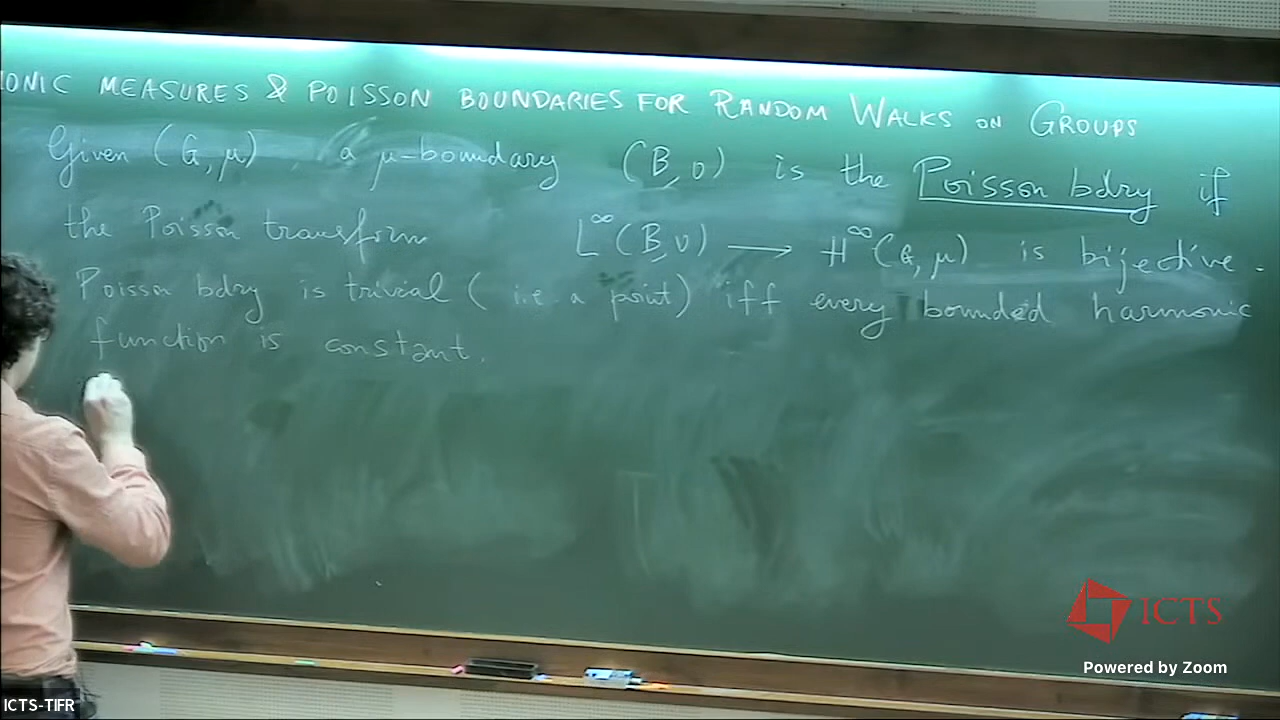 ONIC MEASURES & POISSON BOUNDARIES FOR RANDOM WALKS ON GROUPS
Given (G, μ), a μ-boundary (B, ν) is the Poisson bdry if
the Poisson transform L^∞(B, ν) → H^∞(G, μ) is bijective.
Poisson bdry is trivial (i.e. a point) iff every bounded harmonic
function is constant.
ICTS
Powered by Zoom
ICTS-TIFR